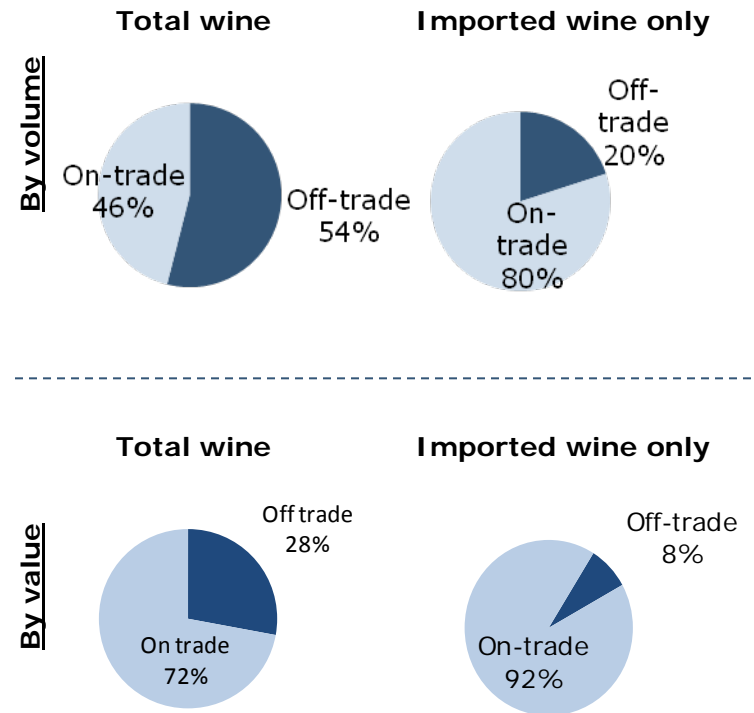 Total wine
Imported wine only
By volume
On-trade
46%
Off-trade
54%
Off-
trade
20%
On-
trade
80%
Total wine
Imported wine only
By value
Off trade
28%
On trade
72%
Off-trade
8%
On-trade
92%